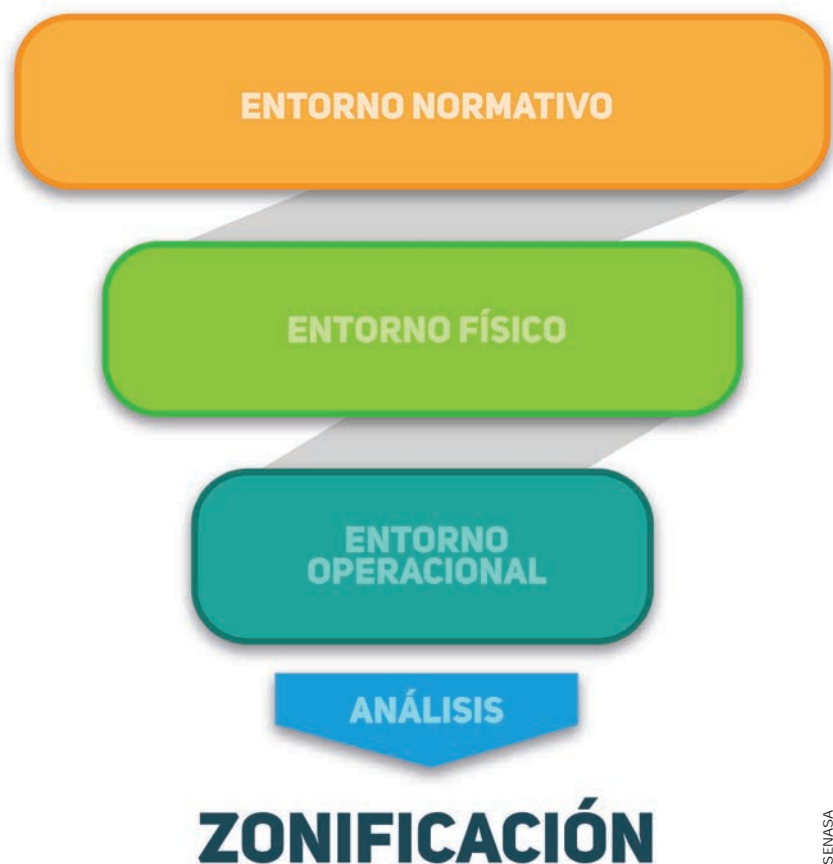 ENTORNO NORMATIVO
ENTORNO FÍSICO
ENTORNO
OPERACIONAL
ANÁLISIS
ZONIFICACIÓN
SENASA